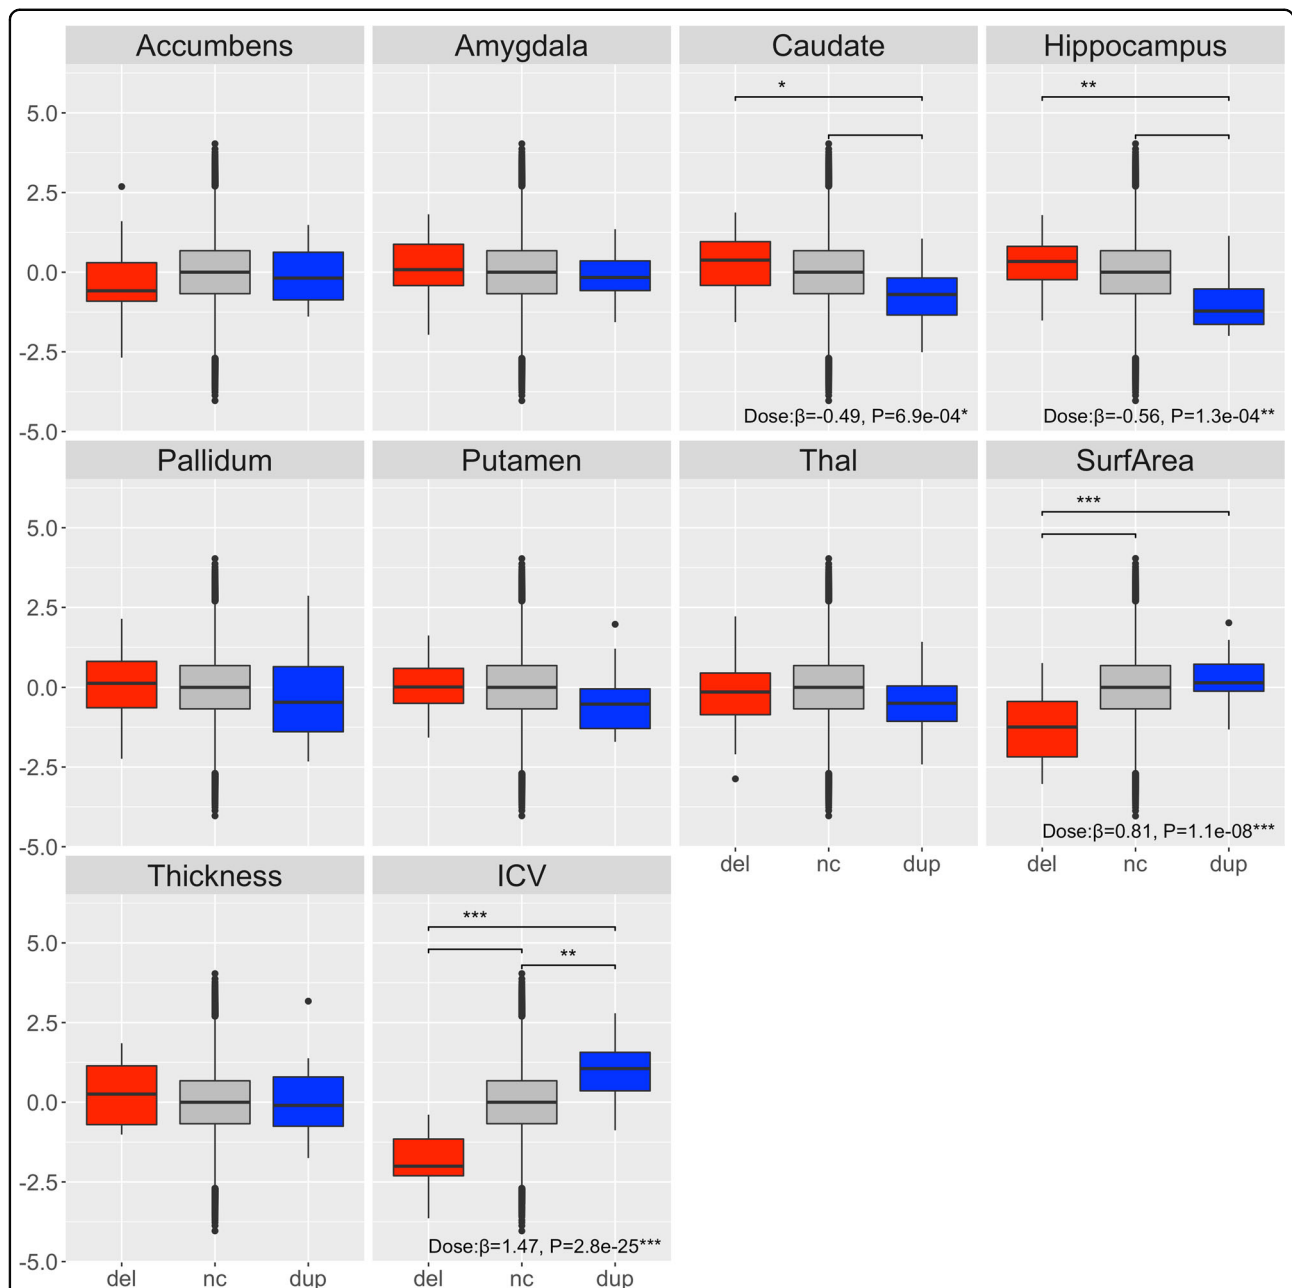 Accumbens Amygdala Caudate Hippocampus
* **
5.0
2.5
0.0
-2.5
-5.0
Dose:β=-0.49, P=6.9e-04* Dose:β=-0.56, P=1.3e-04**
Pallidum Putamen Thal SurfArea
***
5.0
2.5
0.0
-2.5
-5.0
Dose:β=0.81, P=1.1e-08***
del nc dup del nc dup
Thickness ICV
***
**
5.0
2.5
0.0
-2.5
-5.0
Dose:β=1.47, P=2.8e-25***
del nc dup del nc dup